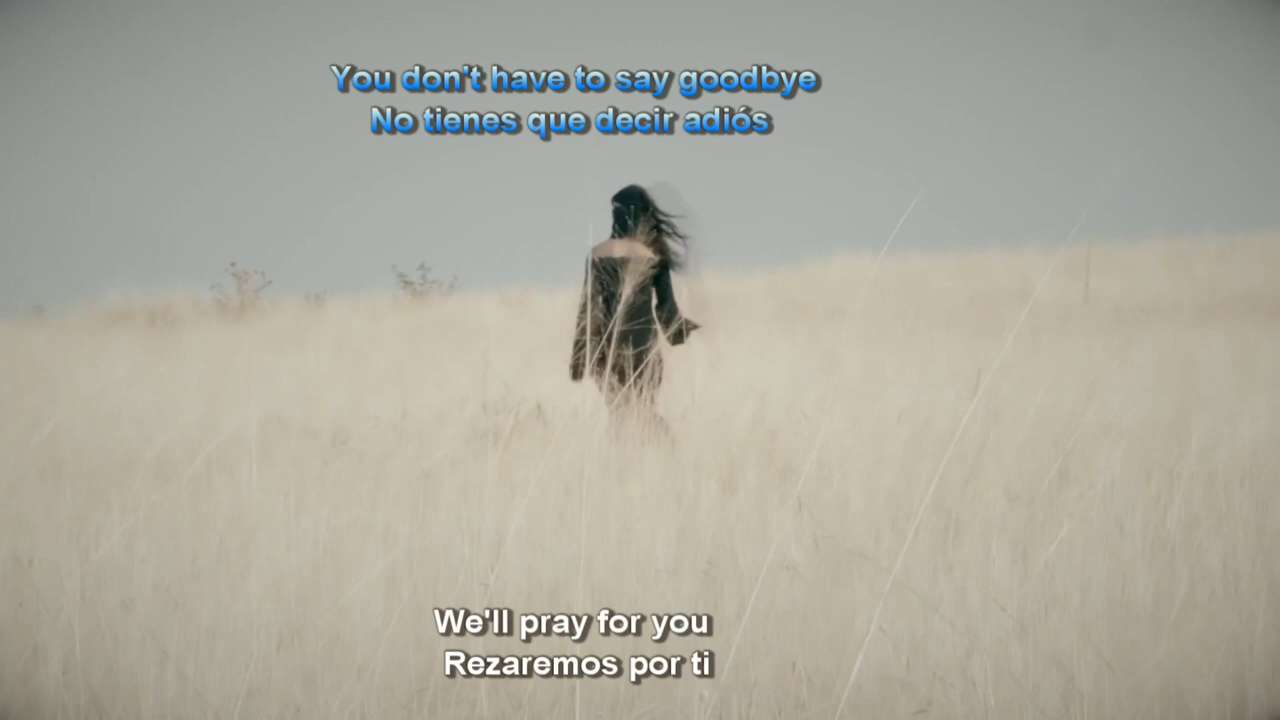 You don't have to say goodbye
No tienes que decir adiós
We'll pray for you
Rezaremos por ti